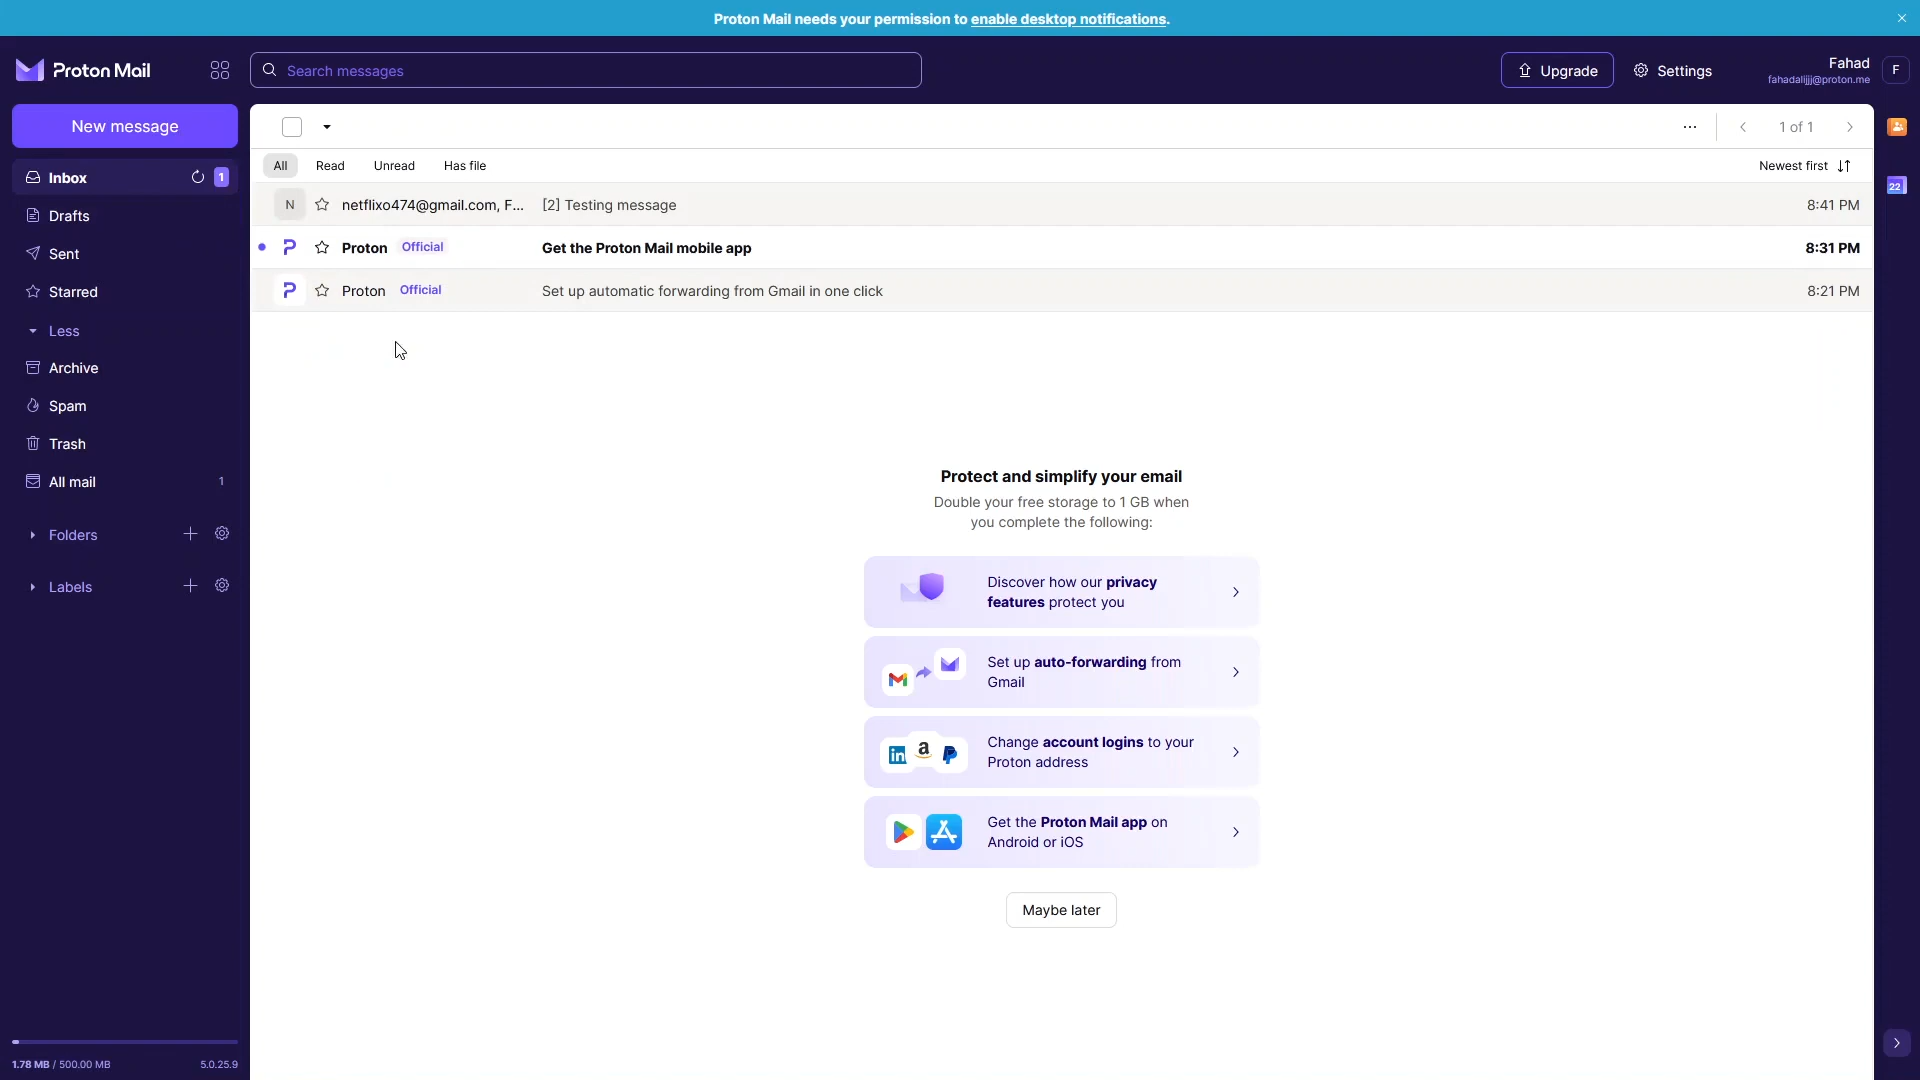 Proton Mail needs your permission to enable desktop notifications.
Proton Mail
Search messages
Upgrade
Settings
Fahad
fahadalijjj@proton.me
F
New message
1 of 1
Inbox
1
All
Read
Unread
Has file
Newest first
22
Drafts
N
netflixo474@gmail.com, F...
[2] Testing message
8:41 PM
Sent
Proton
Official
Get the Proton Mail mobile app
8:31 PM
Starred
Proton
Official
Set up automatic forwarding from Gmail in one click
8:21 PM
Less
Archive
Spam
Trash
All mail
1
Folders
Labels
Protect and simplify your email
Double your free storage to 1 GB when
you complete the following:
Discover how our privacy
features protect you
Set up auto-forwarding from
Gmail
Change account logins to your
Proton address
Get the Proton Mail app on
Android or iOS
Maybe later
1.78 MB / 500.00 MB
5.0.25.9